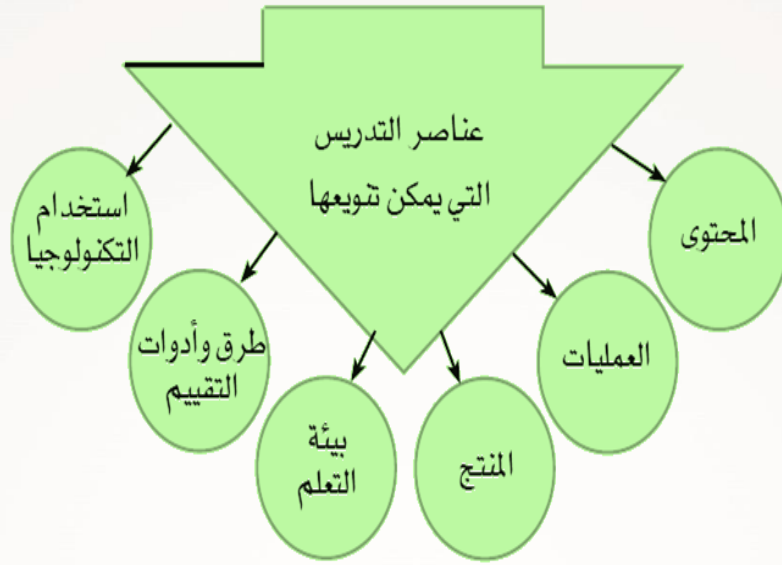 عناصر التدريس
التي يمكن تنويعها
المحتوى
العمليات
المنتج
بيئة
التعلم
طرق وأدوات
التقييم
استخدام
التكنولوجيا